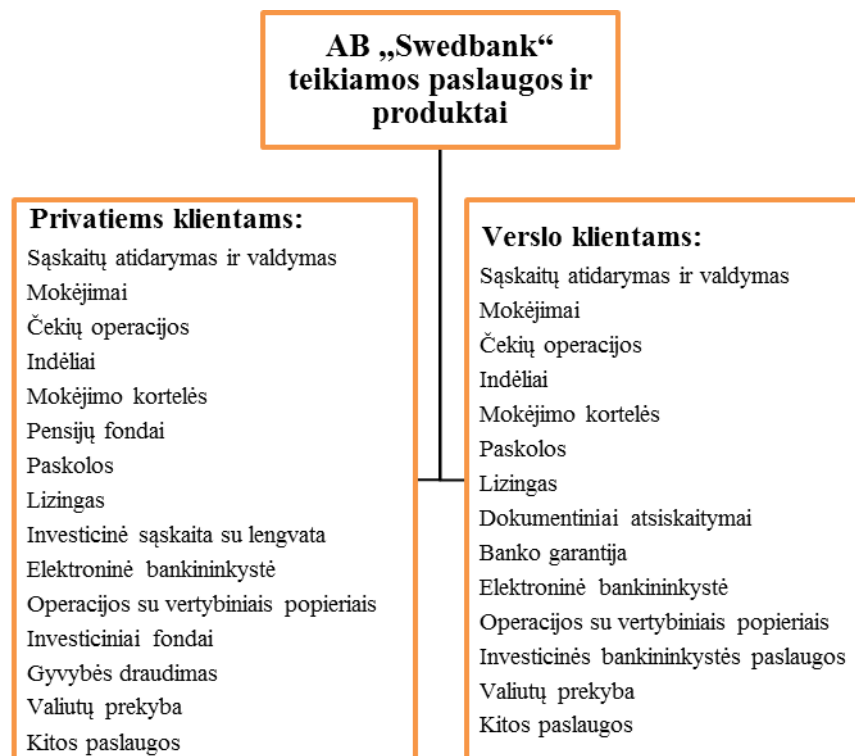 AB „Swedbank“
teikiamos paslaugos ir
produktai
Privatiems klientams:
Sąskaitų atidarymas ir valdymas
Mokėjimai
Čekių operacijos
Indėliai
Mokėjimo kortelės
Pensijų fondai
Paskolos
Lizingas
Investicinė sąskaita su lengvata
Elektroninė bankininkystė
Operacijos su vertybiniais popieriais
Investiciniai fondai
Gyvybės draudimas
Valiutų prekyba
Kitos paslaugos
Verslo klientams:
Sąskaitų atidarymas ir valdymas
Mokėjimai
Čekių operacijos
Indėliai
Mokėjimo kortelės
Paskolos
Lizingas
Dokumentiniai atsiskaitymai
Banko garantija
Elektroninė bankininkystė
Operacijos su vertybiniais popieriais
Investicinės bankininkystės paslaugos
Valiutų prekyba
Kitos paslaugos